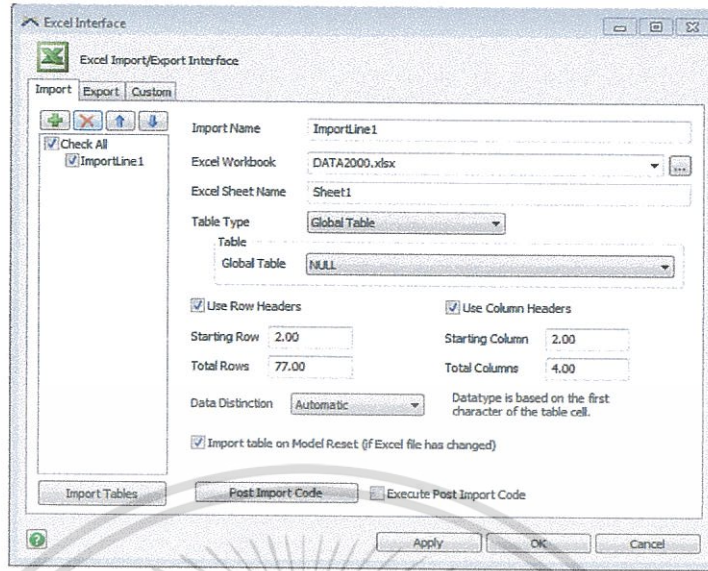 Excel Interface
Excel Import/Export Interface
Import Export Custom
Check All
ImportLine1
Import Name ImportLine1
Excel Workbook DATA2000.xlsx ...
Excel Sheet Name Sheet1
Table Type Global Table
Table
Global Table NULL
Use Row Headers Use Column Headers
Starting Row 2.00 Starting Column 2.00
Total Rows 77.00 Total Columns 4.00
Data Distinction Automatic Datatype is based on the first
character of the table cell.
Import table on Model Reset (if Excel file has changed)
Import Tables Post Import Code Execute Post Import Code
? Apply OK Cancel